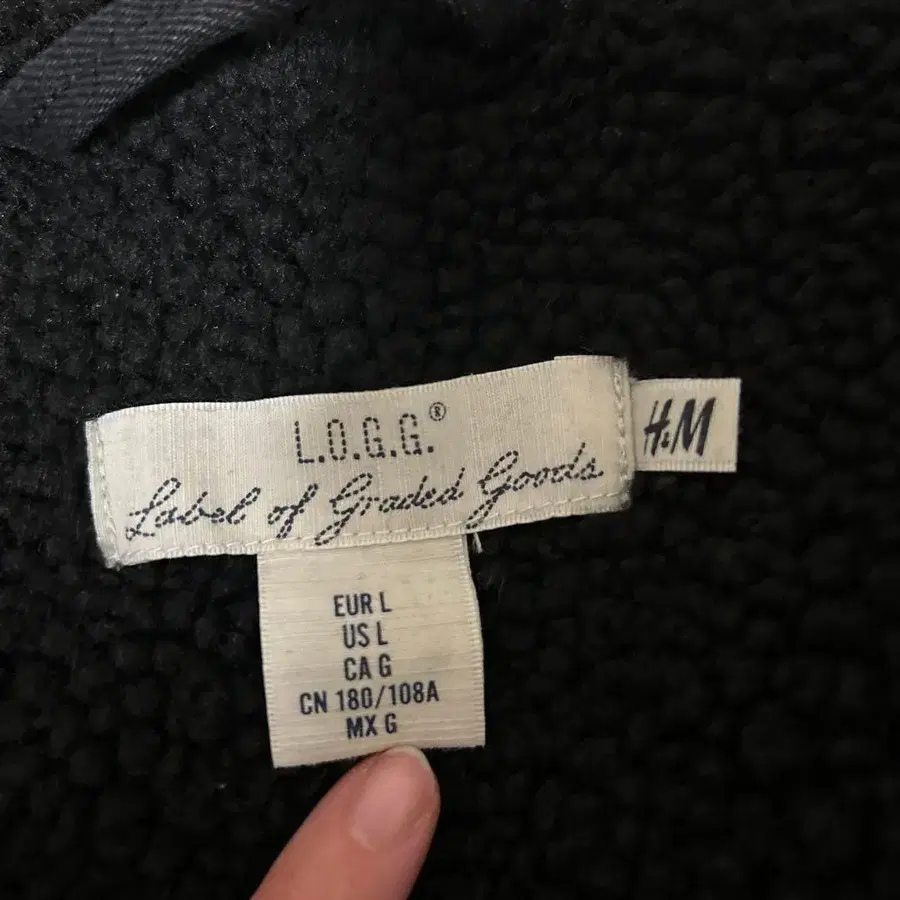 L.O.G.G.®
Label of Graded Goods
H&M
EUR L
US L
CA G
CN 180/108A
MX G